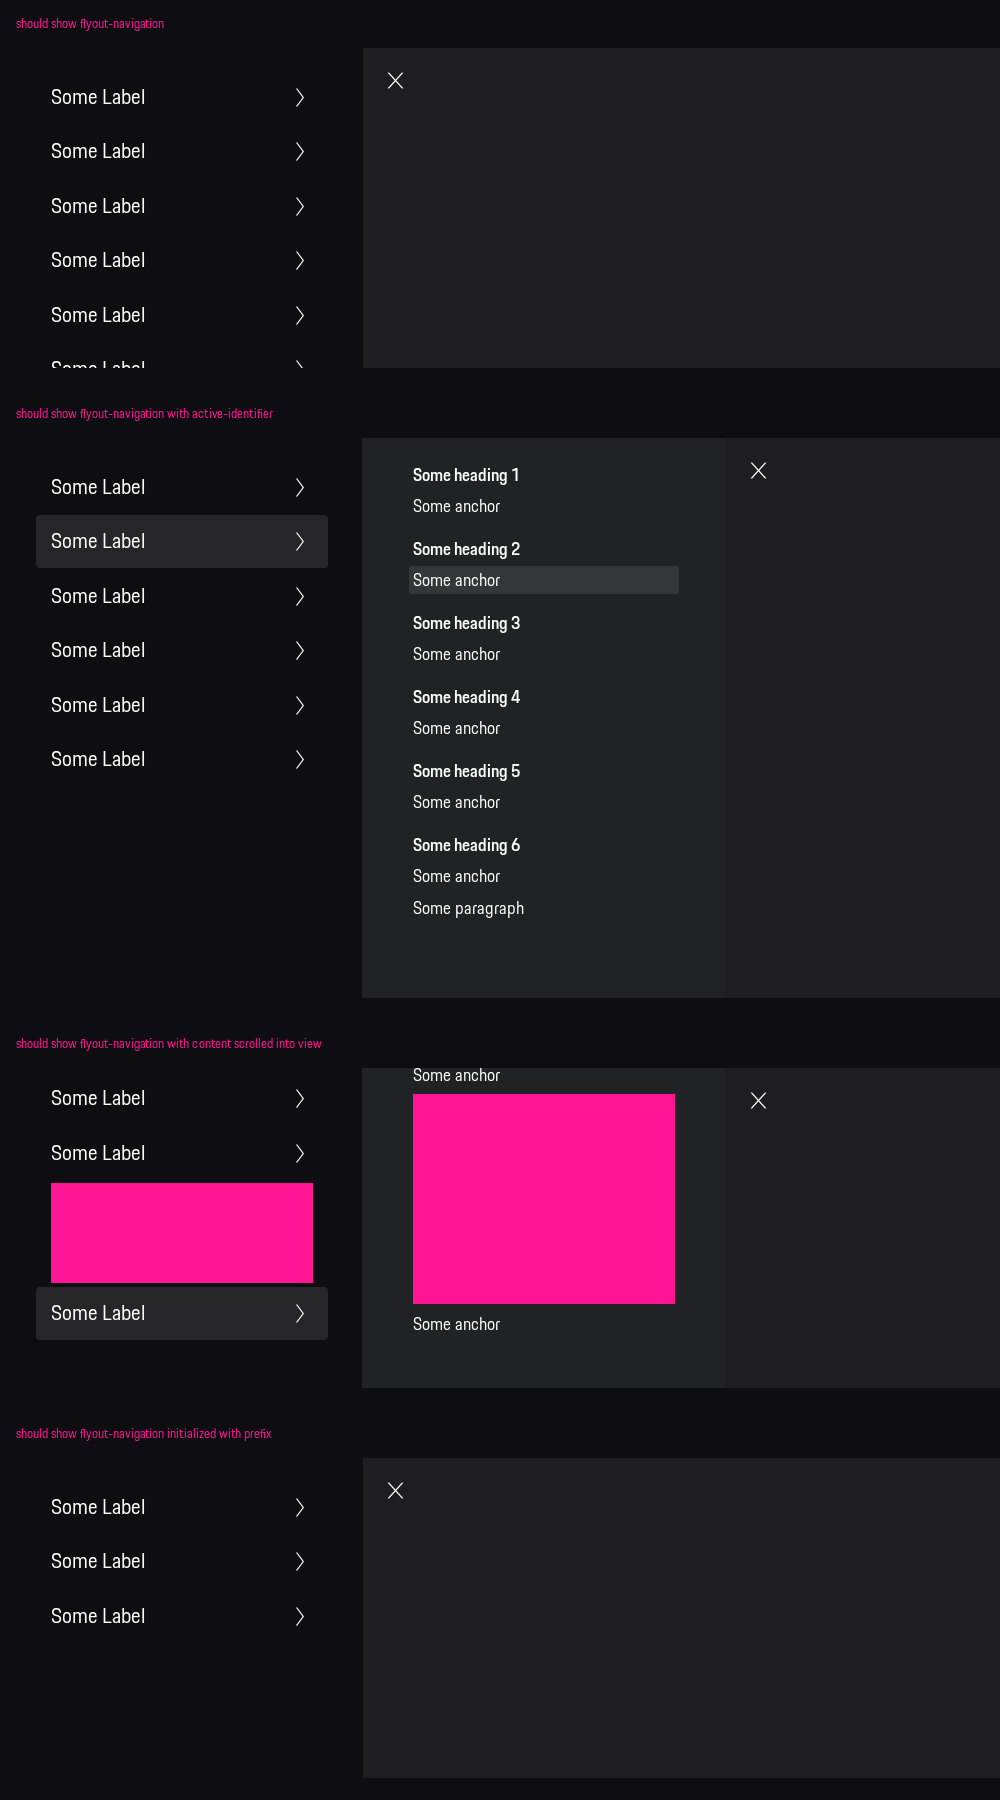 should show flyout-navigation
Some Label
Some Label
Some Label
Some Label
Some Label
Some Label
should show flyout-navigation with active-identifier
Some Label
Some Label
Some Label
Some Label
Some Label
Some Label
Some heading 1
Some anchor
Some heading 2
Some anchor
Some heading 3
Some anchor
Some heading 4
Some anchor
Some heading 5
Some anchor
Some heading 6
Some anchor
Some paragraph
should show flyout-navigation with content scrolled into view
Some Label
Some Label
Some Label
Some anchor
Some anchor
should show flyout-navigation initialized with prefix
Some Label
Some Label
Some Label